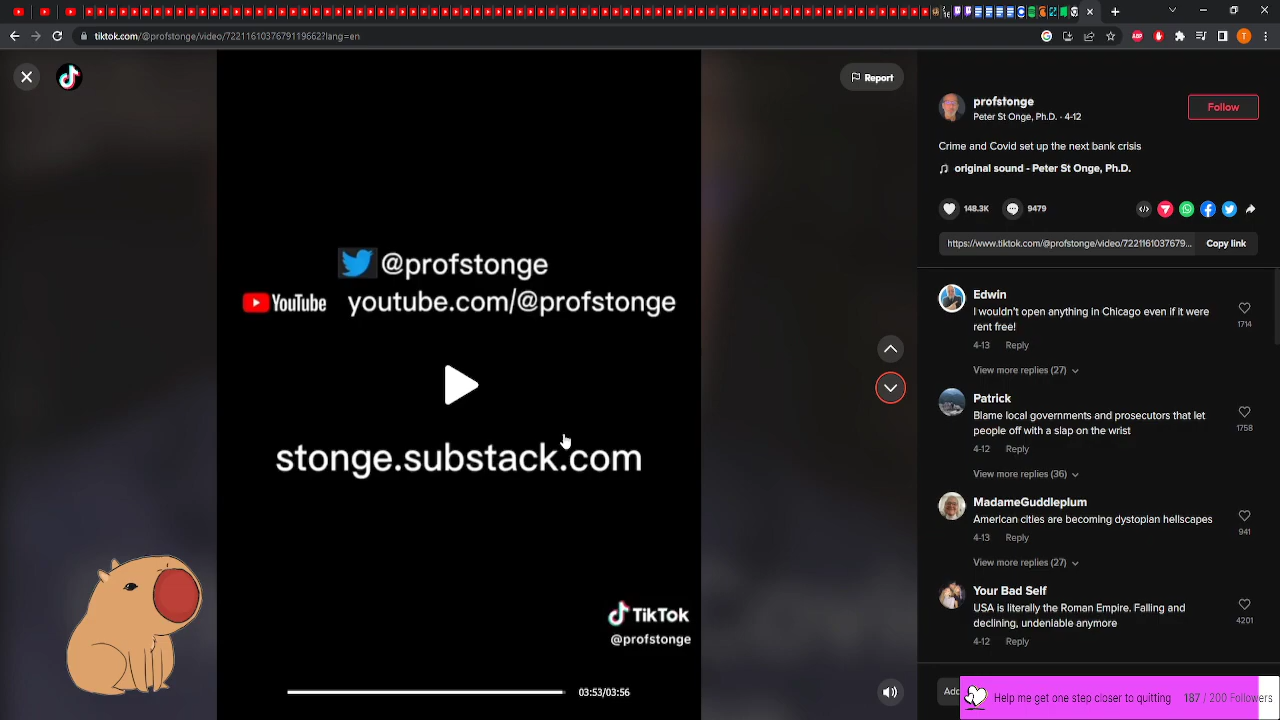 tiktok.com/@profstonge/video/7221161037679119662?lang=en
Report
@profstonge
YouTube youtube.com/@profstonge
stonge.substack.com
TikTok
@profstonge
03:53/03:56
profstonge
Peter St Onge, Ph.D. · 4-12
Follow
Crime and Covid set up the next bank crisis
original sound - Peter St Onge, Ph.D.
148.3K
9479
https://www.tiktok.com/@profstonge/video/7221161037679...
Copy link
Edwin
I wouldn't open anything in Chicago even if it were
rent free!
1714
4-13 Reply
View more replies (27)
Patrick
Blame local governments and prosecutors that let
people off with a slap on the wrist
1758
4-12 Reply
View more replies (36)
MadameGuddleplum
American cities are becoming dystopian hellscapes
941
4-13 Reply
View more replies (27)
Your Bad Self
USA is literally the Roman Empire. Falling and
declining, undeniable anymore
4201
4-12 Reply
Add
Help me get one step closer to quitting 187 / 200 Followers